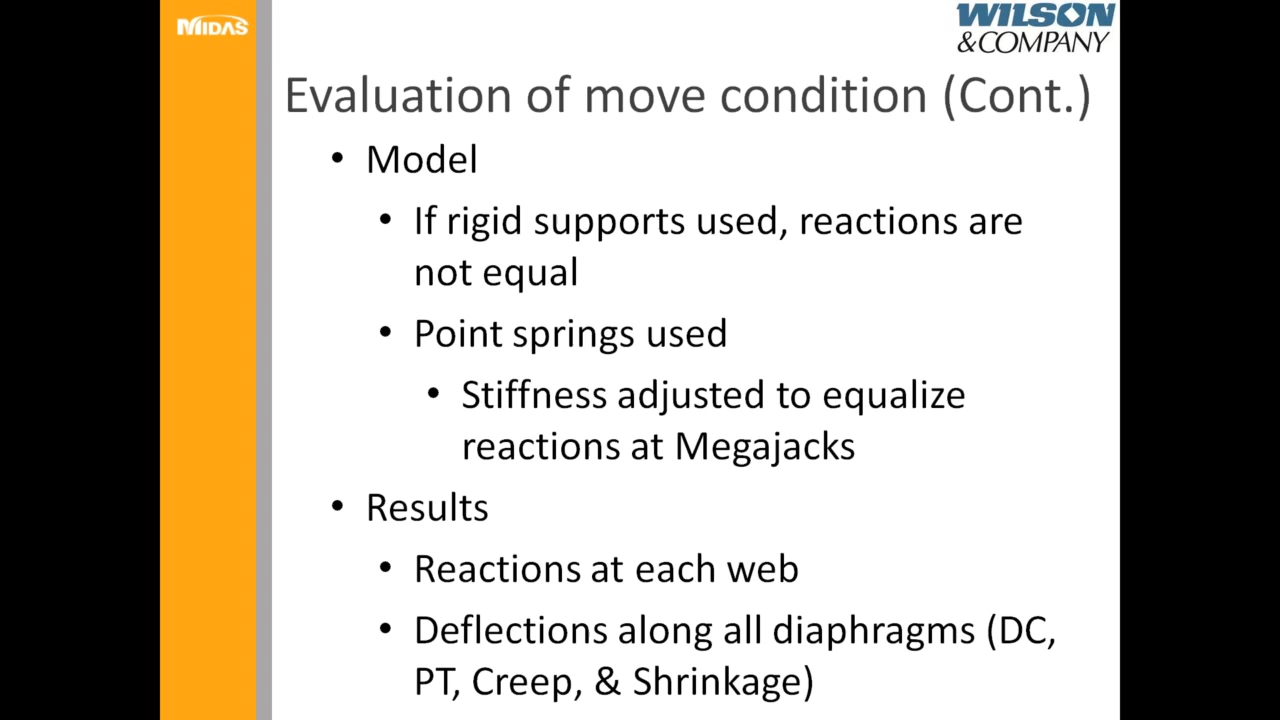 MIDAS
WILSON
&COMPANY
Evaluation of move condition (Cont.)
• Model
• If rigid supports used, reactions are
not equal
• Point springs used
• Stiffness adjusted to equalize
reactions at Megajacks
• Results
• Reactions at each web
• Deflections along all diaphragms (DC,
PT, Creep, & Shrinkage)